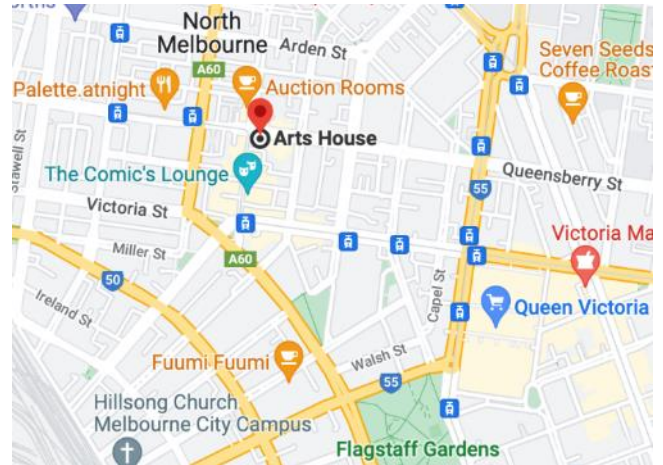 North
Melbourne
Arden St
A60
Seven Seeds
Coffee Roast
Palette.atnight
Auction Rooms
Arts House
Stawell St
The Comic's Lounge
Queensberry St
55
Victoria St
Victoria Ma
Miller St
A60
50
Capel St
Ireland St
Queen Victoria
Fuumi Fuumi
Walsh St
55
Hillsong Church
Melbourne City Campus
Flagstaff Gardens